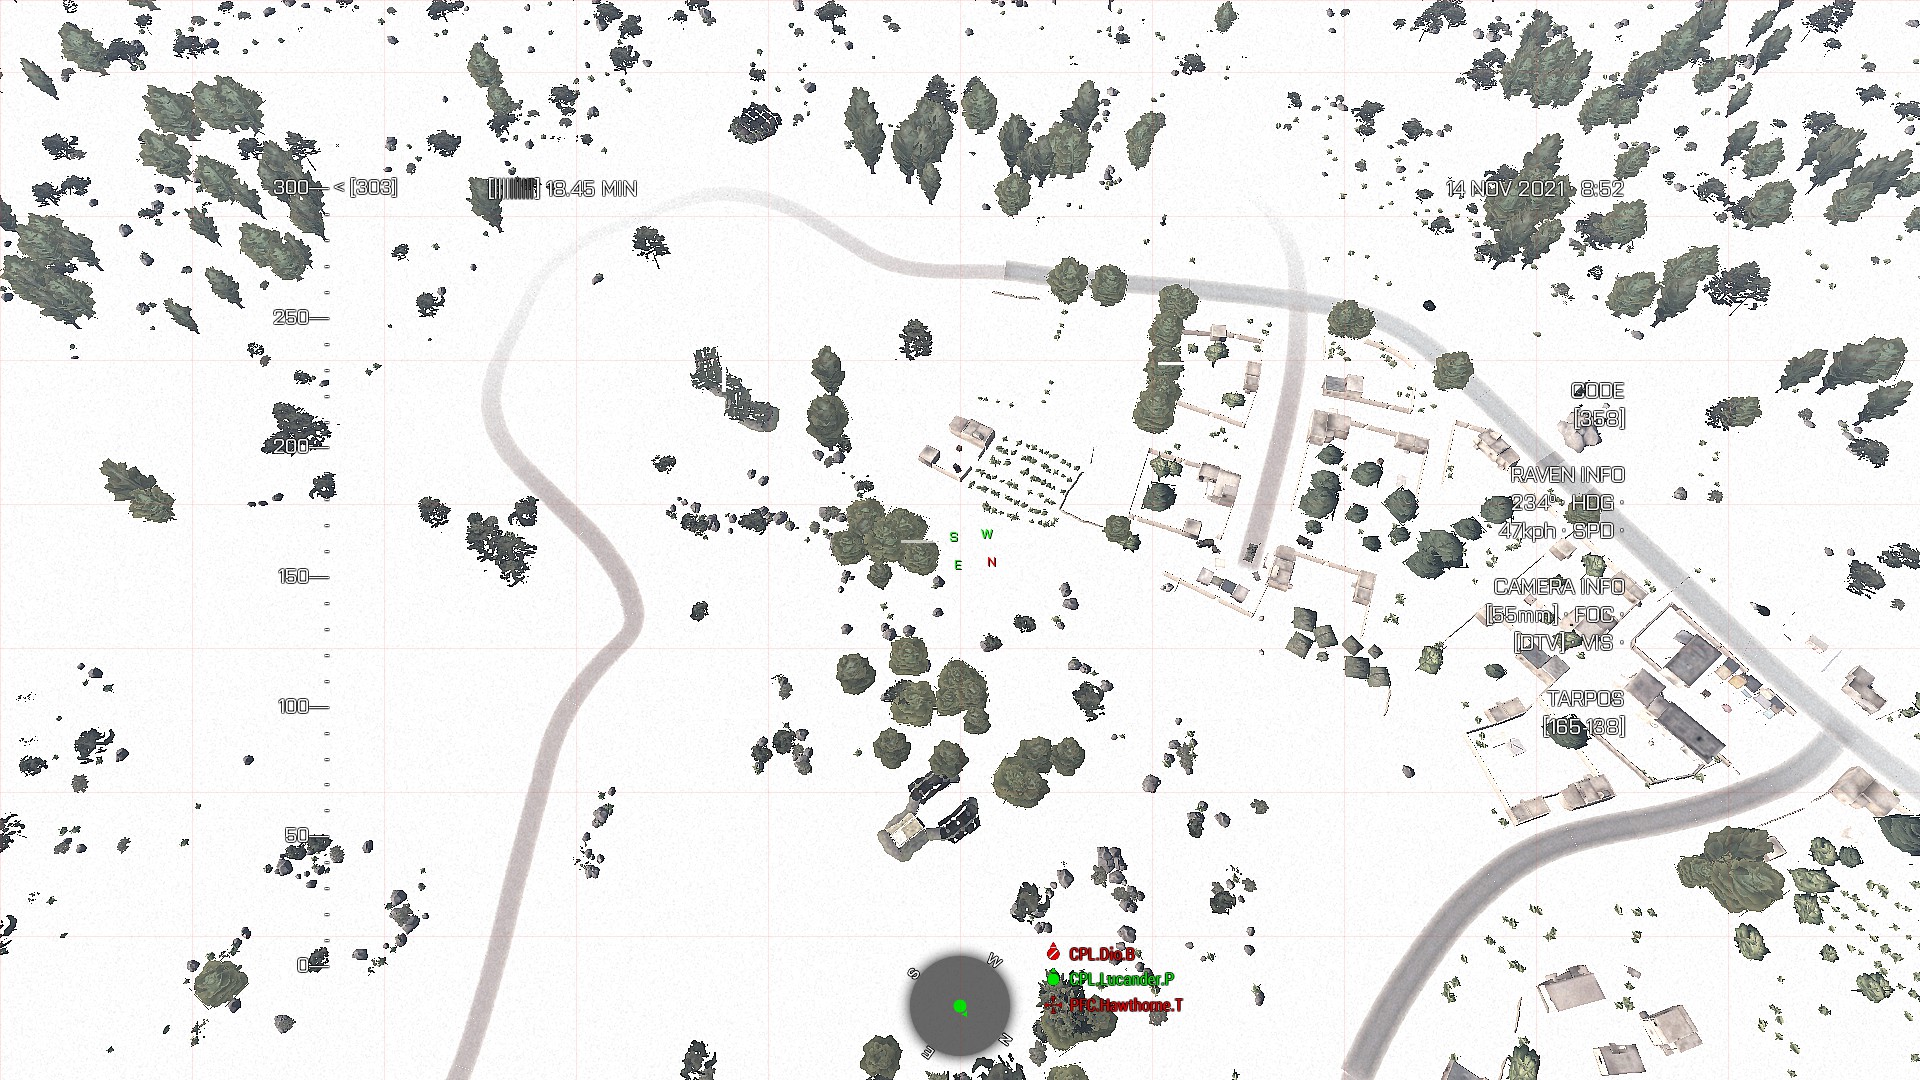 300 < [303]
18.45 MIN
14 NOV 2021 · 8:52
250
CODE
[358]
200
RAVEN INFO
234° · HDG ·
47kph · SPD ·
S W
E N
150
CAMERA INFO
[55mm] · FOC ·
[DTV] · VIS ·
100
TARPOS
[165-138]
50
0
CPL.Dio.B
CPL.Lucander.P
PFC.Hawthorne.T
S W
E N